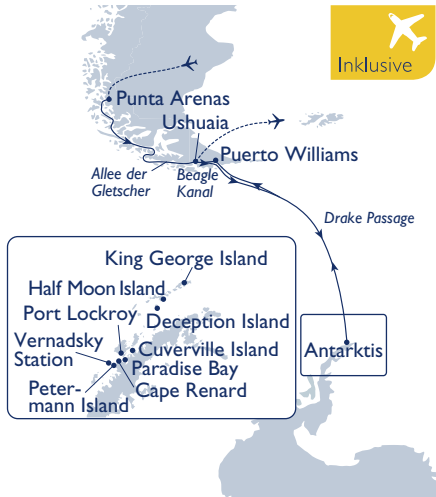 Inklusive
Punta Arenas
Ushuaia
Puerto Williams
Allee der
Gletscher
Beagle
Kanal
Drake Passage
King George Island
Half Moon Island
Port Lockroy
Deception Island
Vernadsky
Station
Cuverville Island
Paradise Bay
Peter-
mann Island
Cape Renard
Antarktis